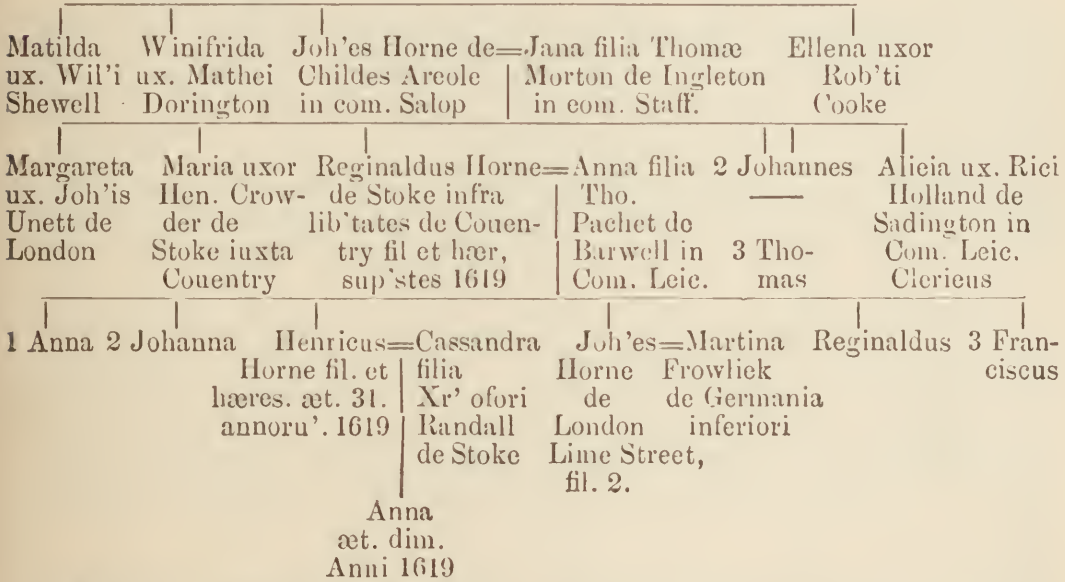 Matilda Winifrida Joh'es Horne de=Jana filia Thomæ Ellena uxor
ux. Wil'i ux. Mathei Childes Arcole Morton de Ingleton Rob'ti
Shewell Dorington in com. Salop in com. Staff. Cooke
Margareta Maria uxor Reginaldus Horne=Anna filia 2 Johannes Alicia ux. Rici
ux. Joh'is Hen. Crow- de Stoke infra Tho. — Holland de
Unett de der de lib'tates de Couen- Pachet de Sadington in
London Stoke iuxta try fil et hær, Barwell in 3 Tho- Com. Leic.
Couentry sup'stes 1619 Com. Leic. mas Clericus
1 Anna 2 Johanna Henricus=Cassandra Joh'es=Martina Reginaldus 3 Fran-
Horne fil. et filia Horne Frowlick ciscus
hæres. æt. 31. Xr' ofori de de Germania
annoru'. 1619 Randall London inferiori
de Stoke Lime Street,
fil. 2.
Anna
æt. dim.
Anni 1619